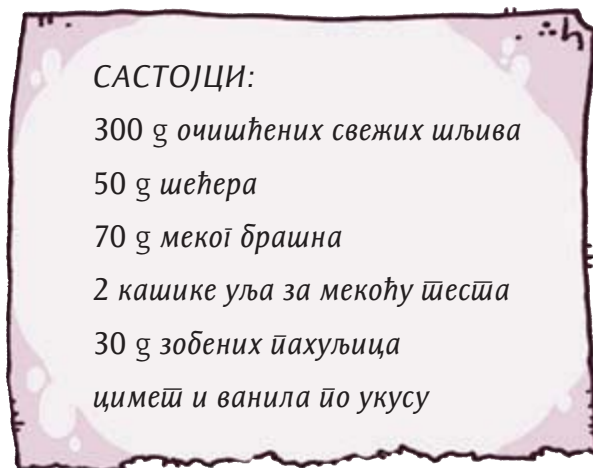 САСТОЈЦИ:
300 g очишћених свежих шљива
50 g шећера
70 g меког брашна
2 кашике уља за мекоћу теста
30 g зобених пахуљица
цимет и ванила по укусу